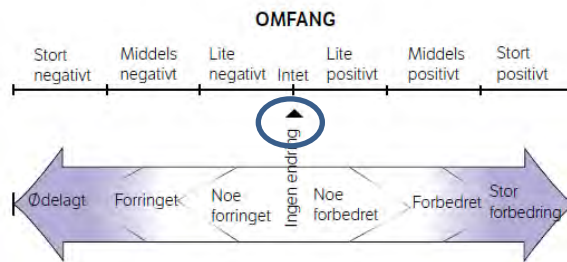 OMFANG
Stort Middels Lite Lite Middels Stort
negativt negativt negativt Intet positivt positivt positivt
Ingen endring
Ødelagt Forringet Noe Noe Forbedret Stor
forringet forbedret forbedring